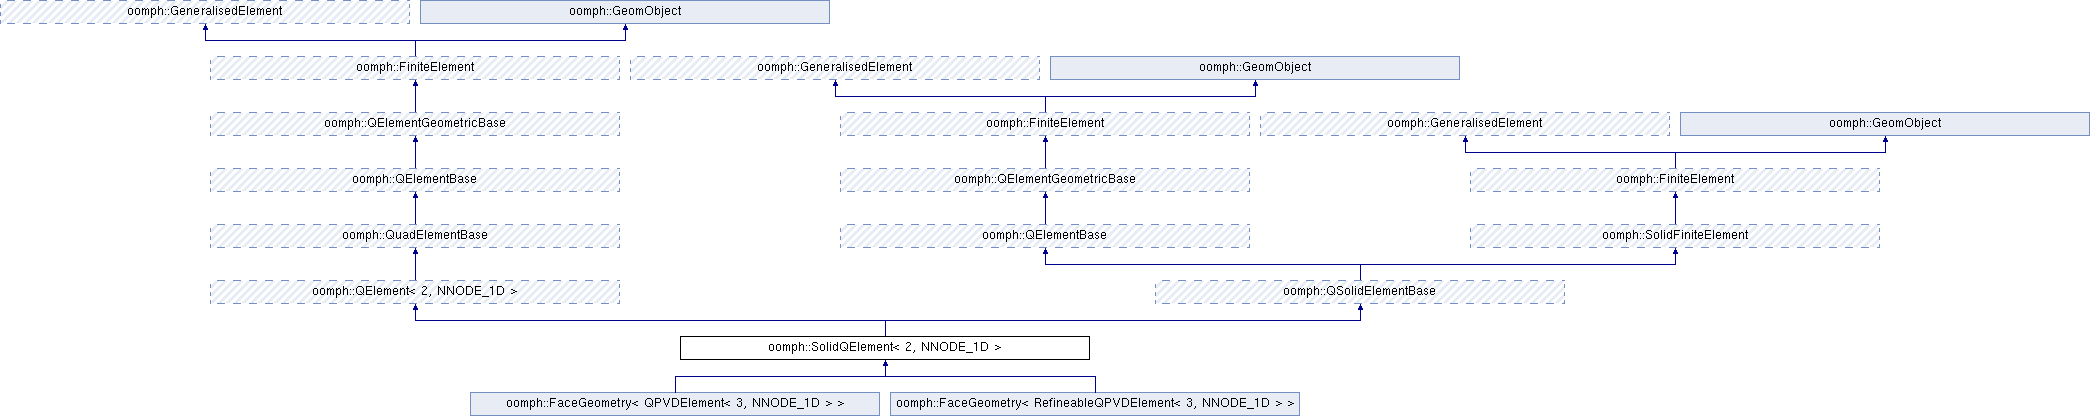 oomph::GeneralisedElement
oomph::GeomObject
oomph::FiniteElement
oomph::GeneralisedElement
oomph::GeomObject
oomph::QElementGeometricBase
oomph::FiniteElement
oomph::GeneralisedElement
oomph::GeomObject
oomph::QElementBase
oomph::QElementGeometricBase
oomph::FiniteElement
oomph::QuadElementBase
oomph::QElementBase
oomph::SolidFiniteElement
oomph::QElement< 2, NNODE_1D >
oomph::QSolidElementBase
oomph::SolidQElement< 2, NNODE_1D >
oomph::FaceGeometry< QPVDElement< 3, NNODE_1D > >
oomph::FaceGeometry< RefineableQPVDElement< 3, NNODE_1D > >